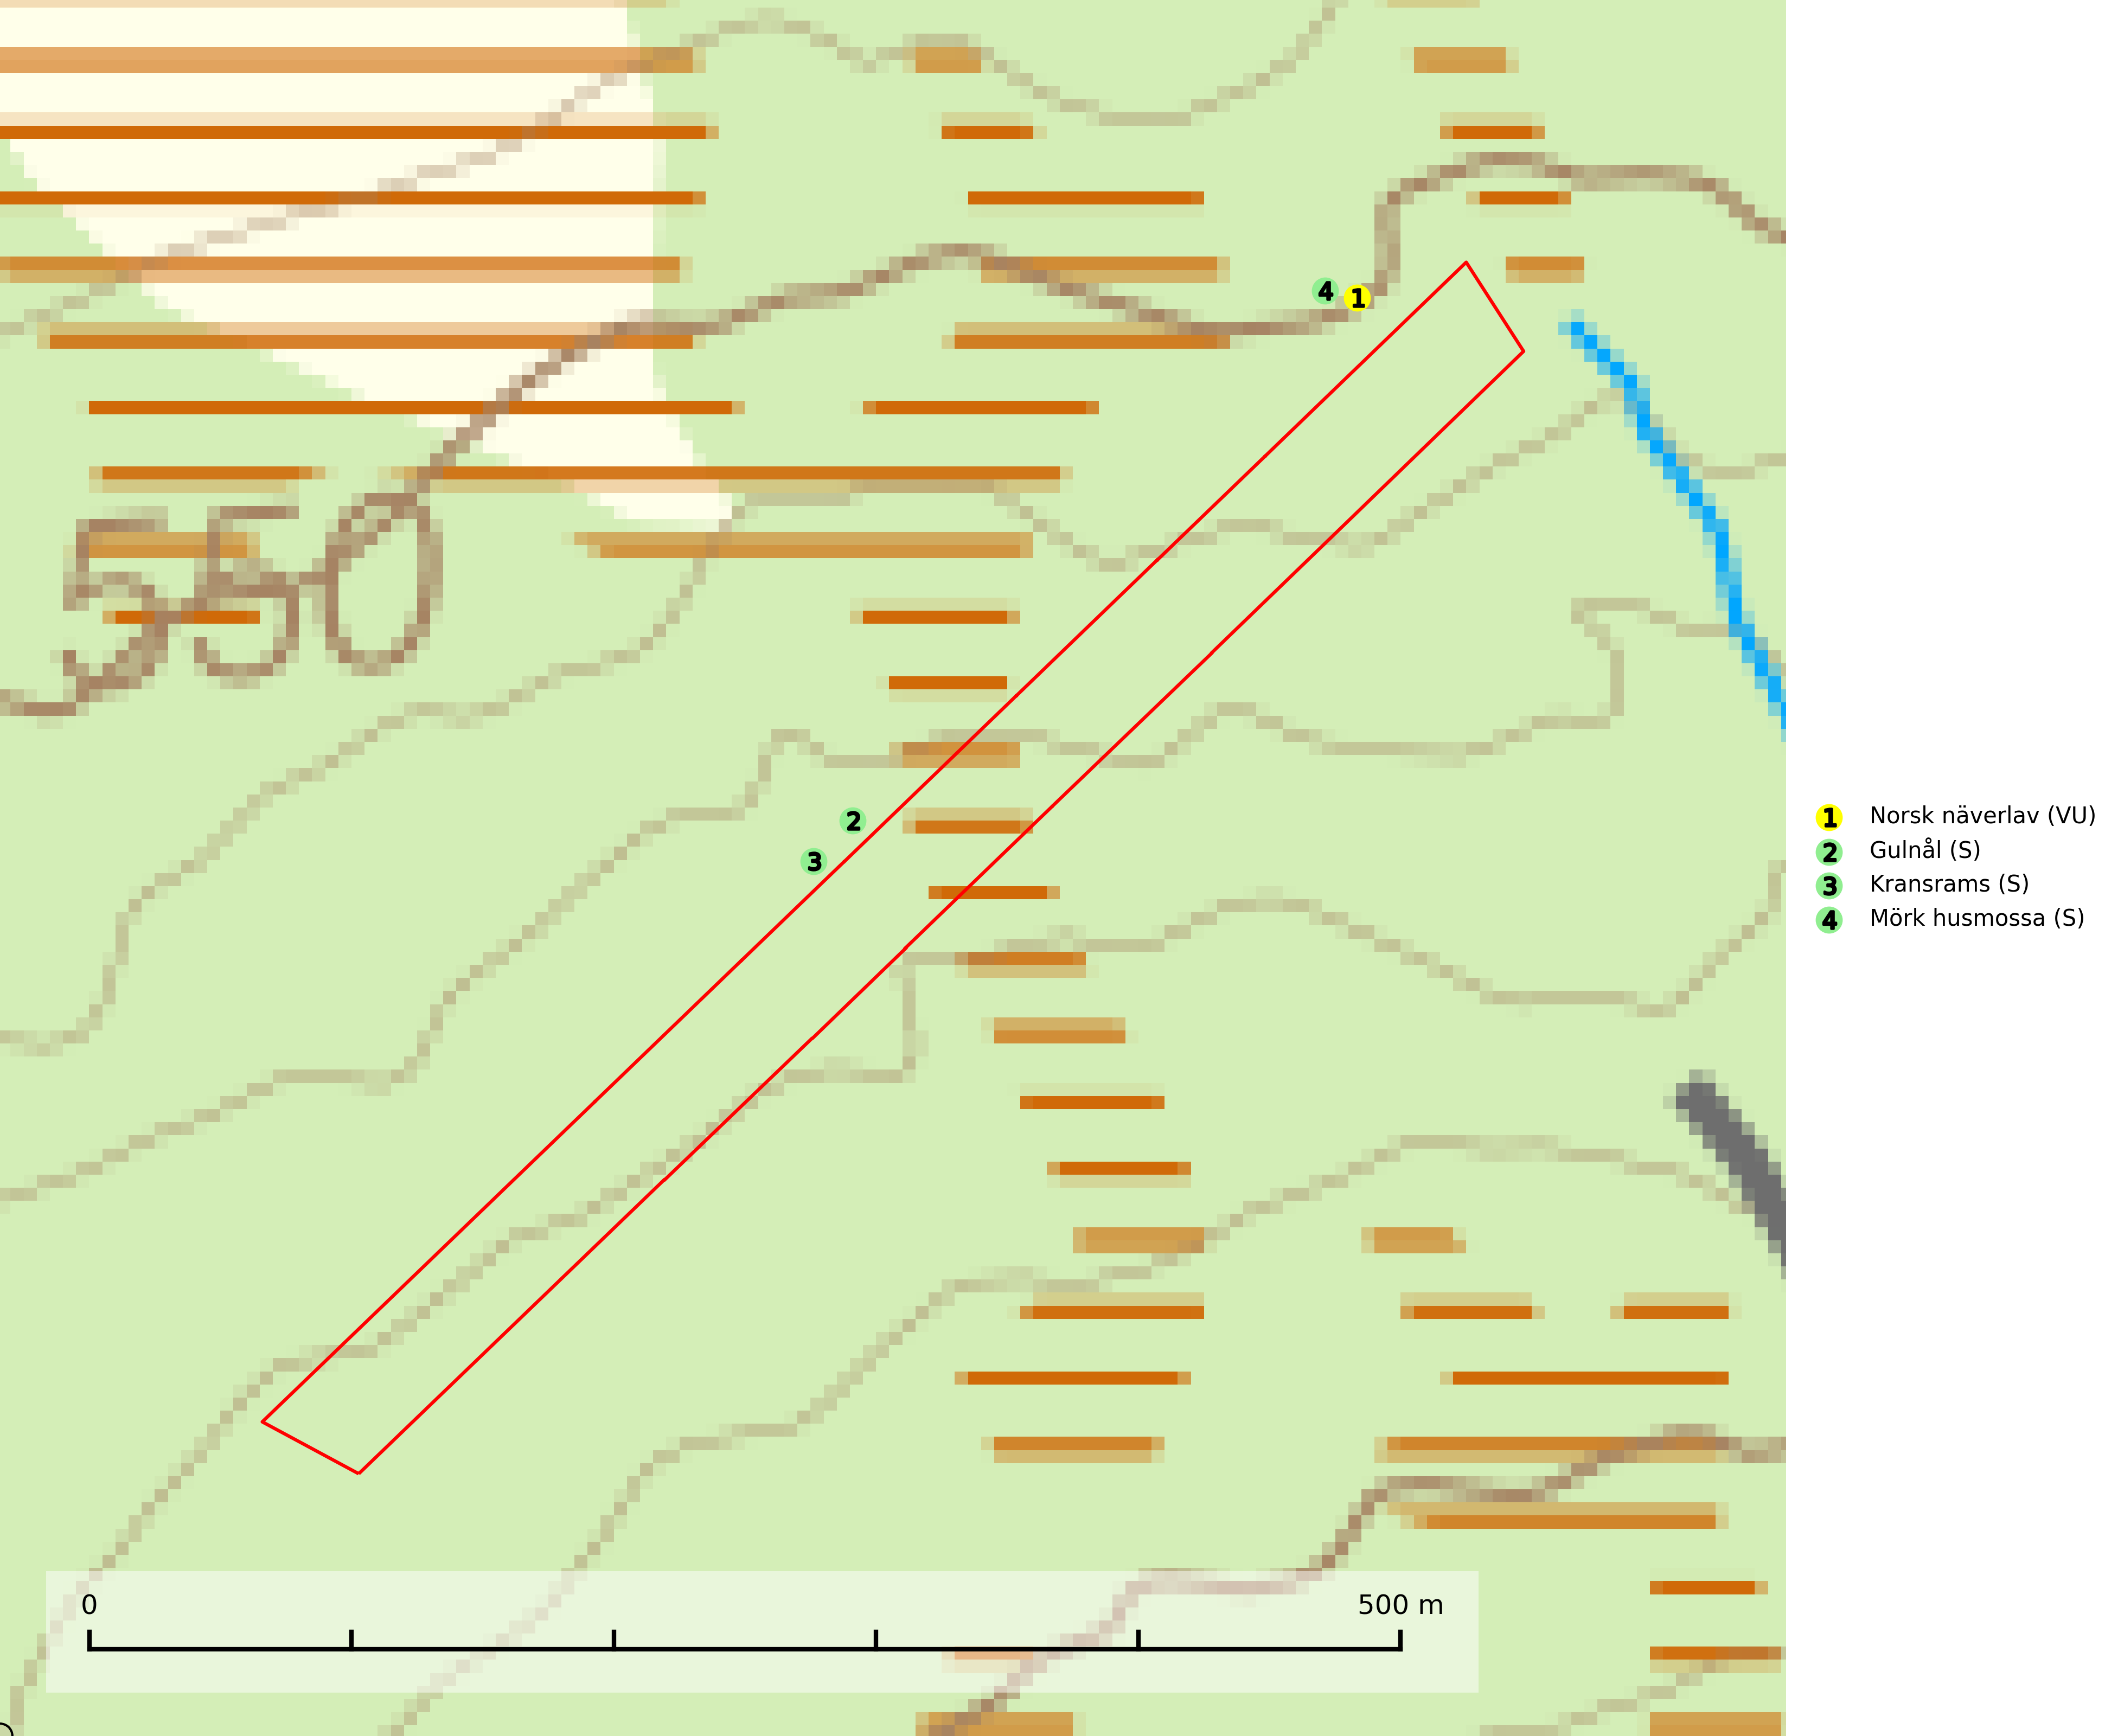 4 1
550
2
3
1 Norsk näverlav (VU)
2 Gulnål (S)
3 Kransrams (S)
4 Mörk husmossa (S)
0 500 m